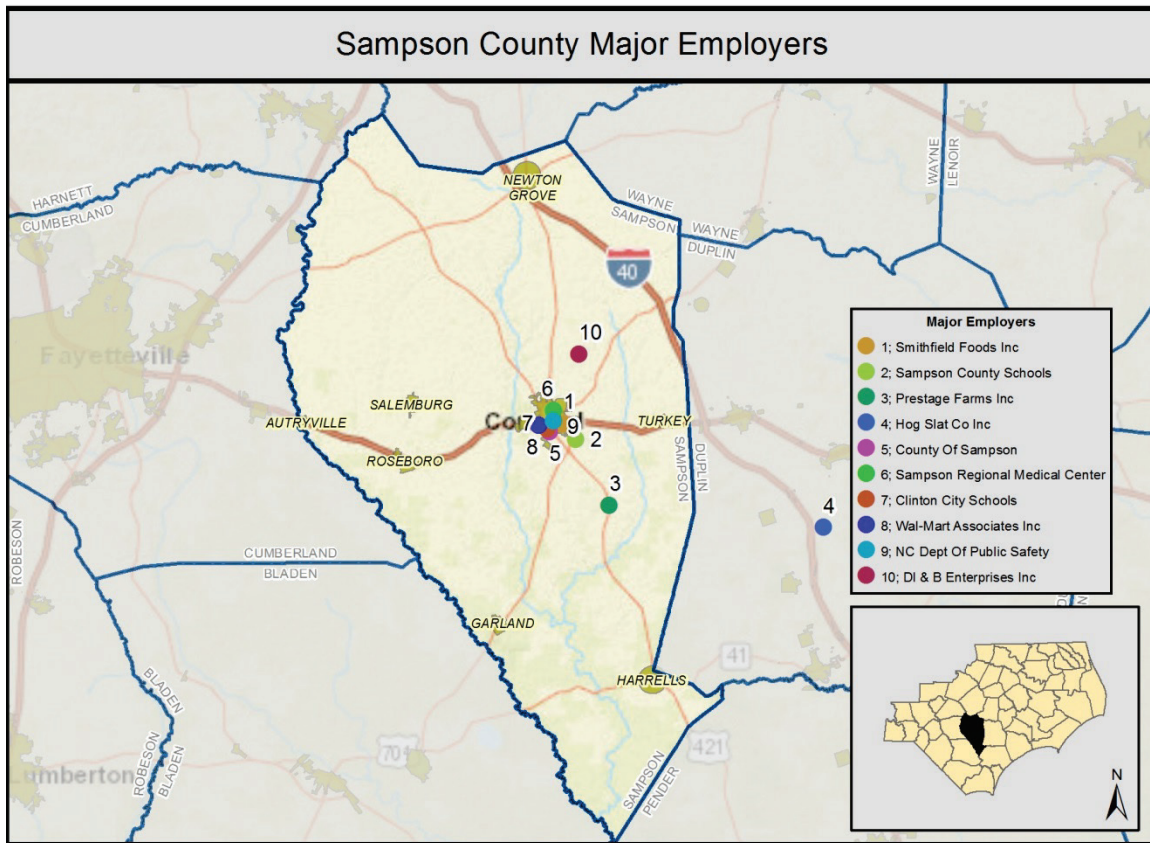 Sampson County Major Employers
HARNETT
CUMBERLAND
NEWTON
GROVE
WAYNE
SAMPSON
WAYNE
DUPLIN
WAYNE
LENOIR
40
Fayetteville
10
6
1
SALEMBURG
AUTRYVILLE
7
9
TURKEY
8
5
2
ROSEBORO
SAMPSON
DUPLIN
3
4
ROBESON
CUMBERLAND
BLADEN
GARLAND
HARRELLS
41
421
701
BLADEN
ROBESON
BLADEN
Lumberton
SAMPSON
PENDER
Major Employers
1; Smithfield Foods Inc
2; Sampson County Schools
3; Prestage Farms Inc
4; Hog Slat Co Inc
5; County Of Sampson
6; Sampson Regional Medical Center
7; Clinton City Schools
8; Wal-Mart Associates Inc
9; NC Dept Of Public Safety
10; Dl & B Enterprises Inc
N